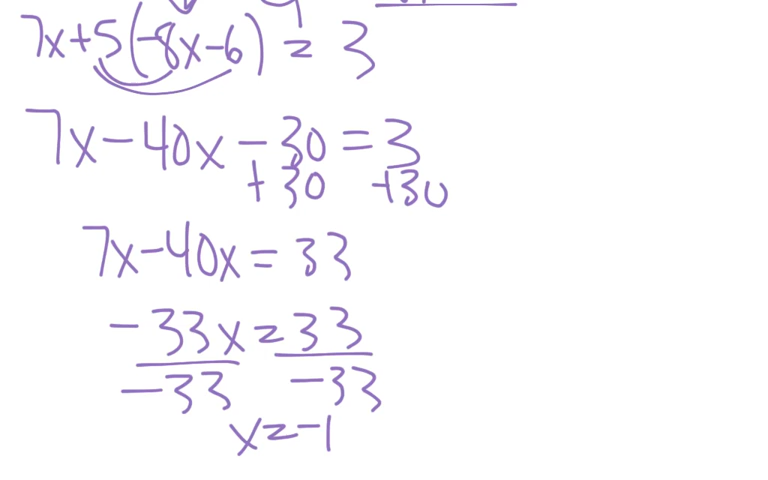 7x+5(-8x-6) = 3
7x-40x-30=3
+30 +30
7x-40x=33
-33x=33
-33 -33
x=-1